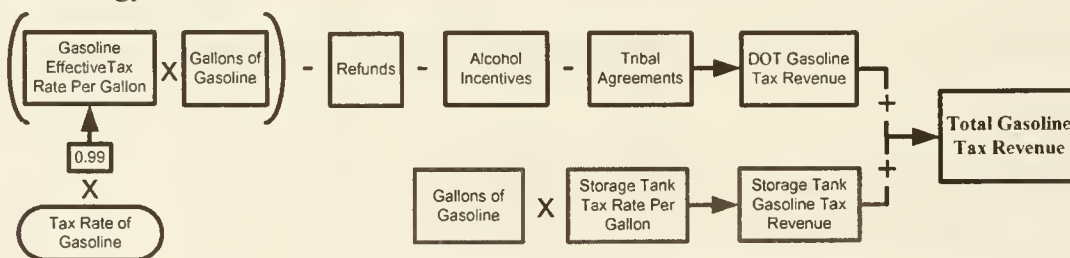 Gasoline
EffectiveTax
Rate Per Gallon
X
Gallons of
Gasoline
-
Refunds
-
Alcohol
Incentives
-
Tribal
Agreements
DOT Gasoline
Tax Revenue
+
Total Gasoline
Tax Revenue
+
0.99
X
Tax Rate of
Gasoline
Gallons of
Gasoline
X
Storage Tank
Tax Rate Per
Gallon
Storage Tank
Gasoline Tax
Revenue